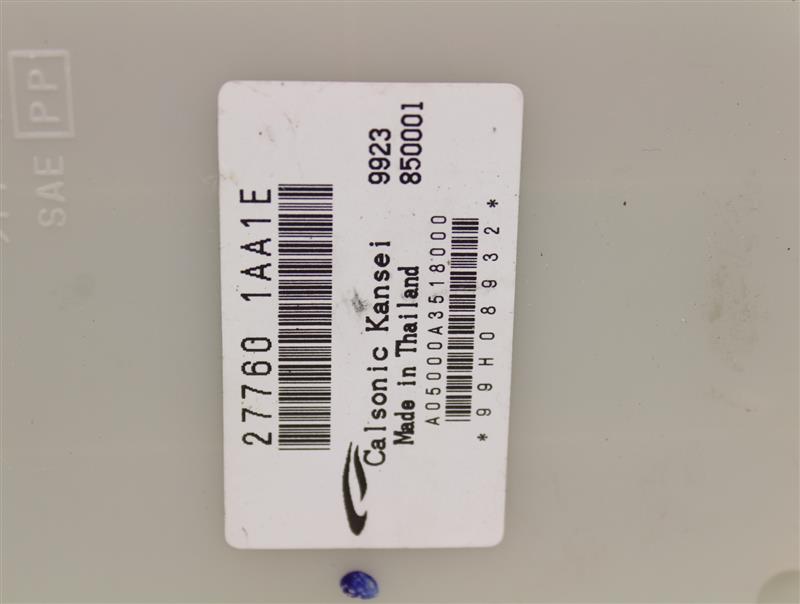 SAE PP
27760 1AA1E
9923
850001
Calsonic Kansei
Made in Thailand
A05000A3518000
*99H08932*